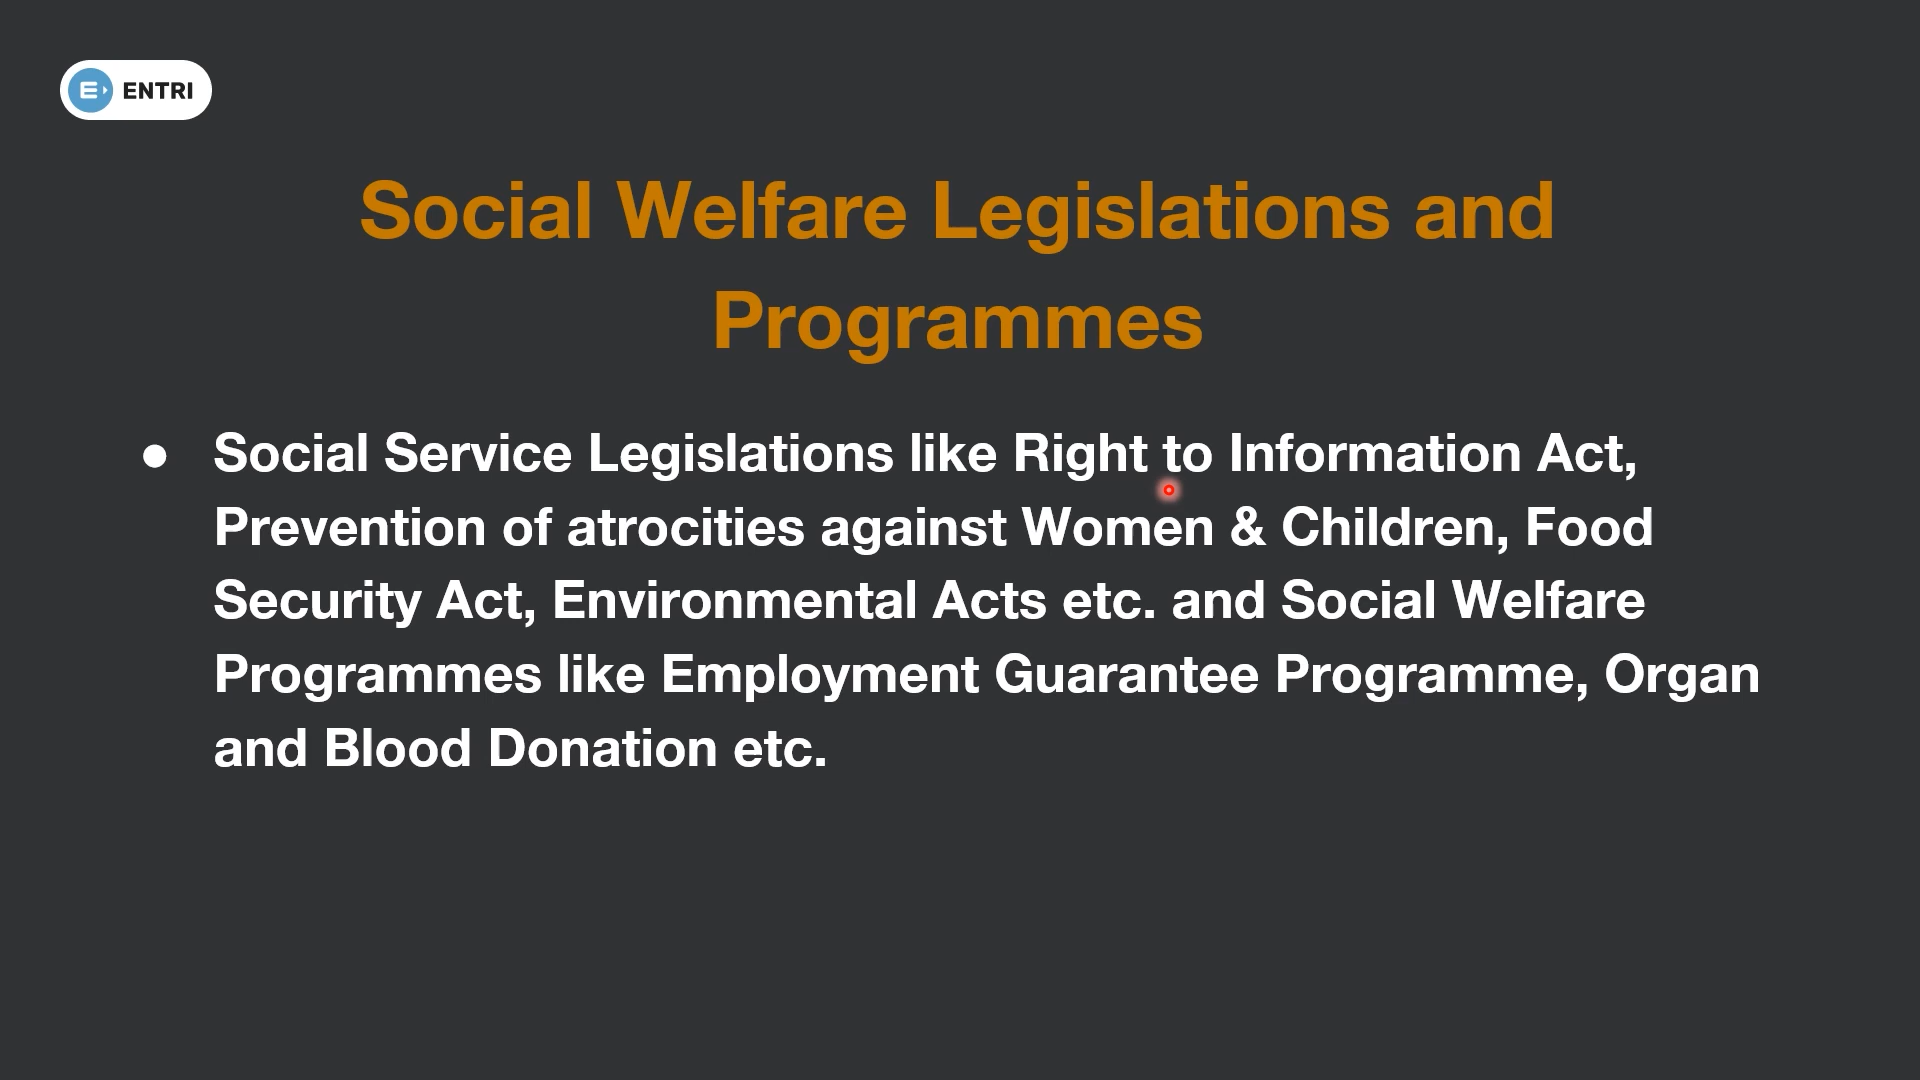 ENTRI
Social Welfare Legislations and
Programmes
● Social Service Legislations like Right to Information Act,
Prevention of atrocities against Women & Children, Food
Security Act, Environmental Acts etc. and Social Welfare
Programmes like Employment Guarantee Programme, Organ
and Blood Donation etc.